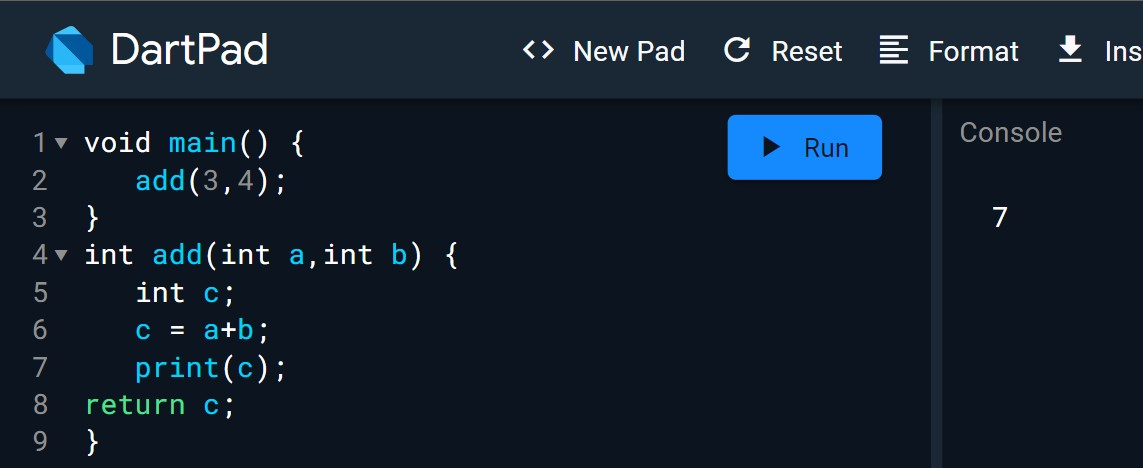 DartPad
<> New Pad Reset Format Ins
1 void main() {
2    add(3,4);
3 }
4 int add(int a,int b) {
5    int c;
6    c = a+b;
7    print(c);
8 return c;
9 }
Run
Console
7